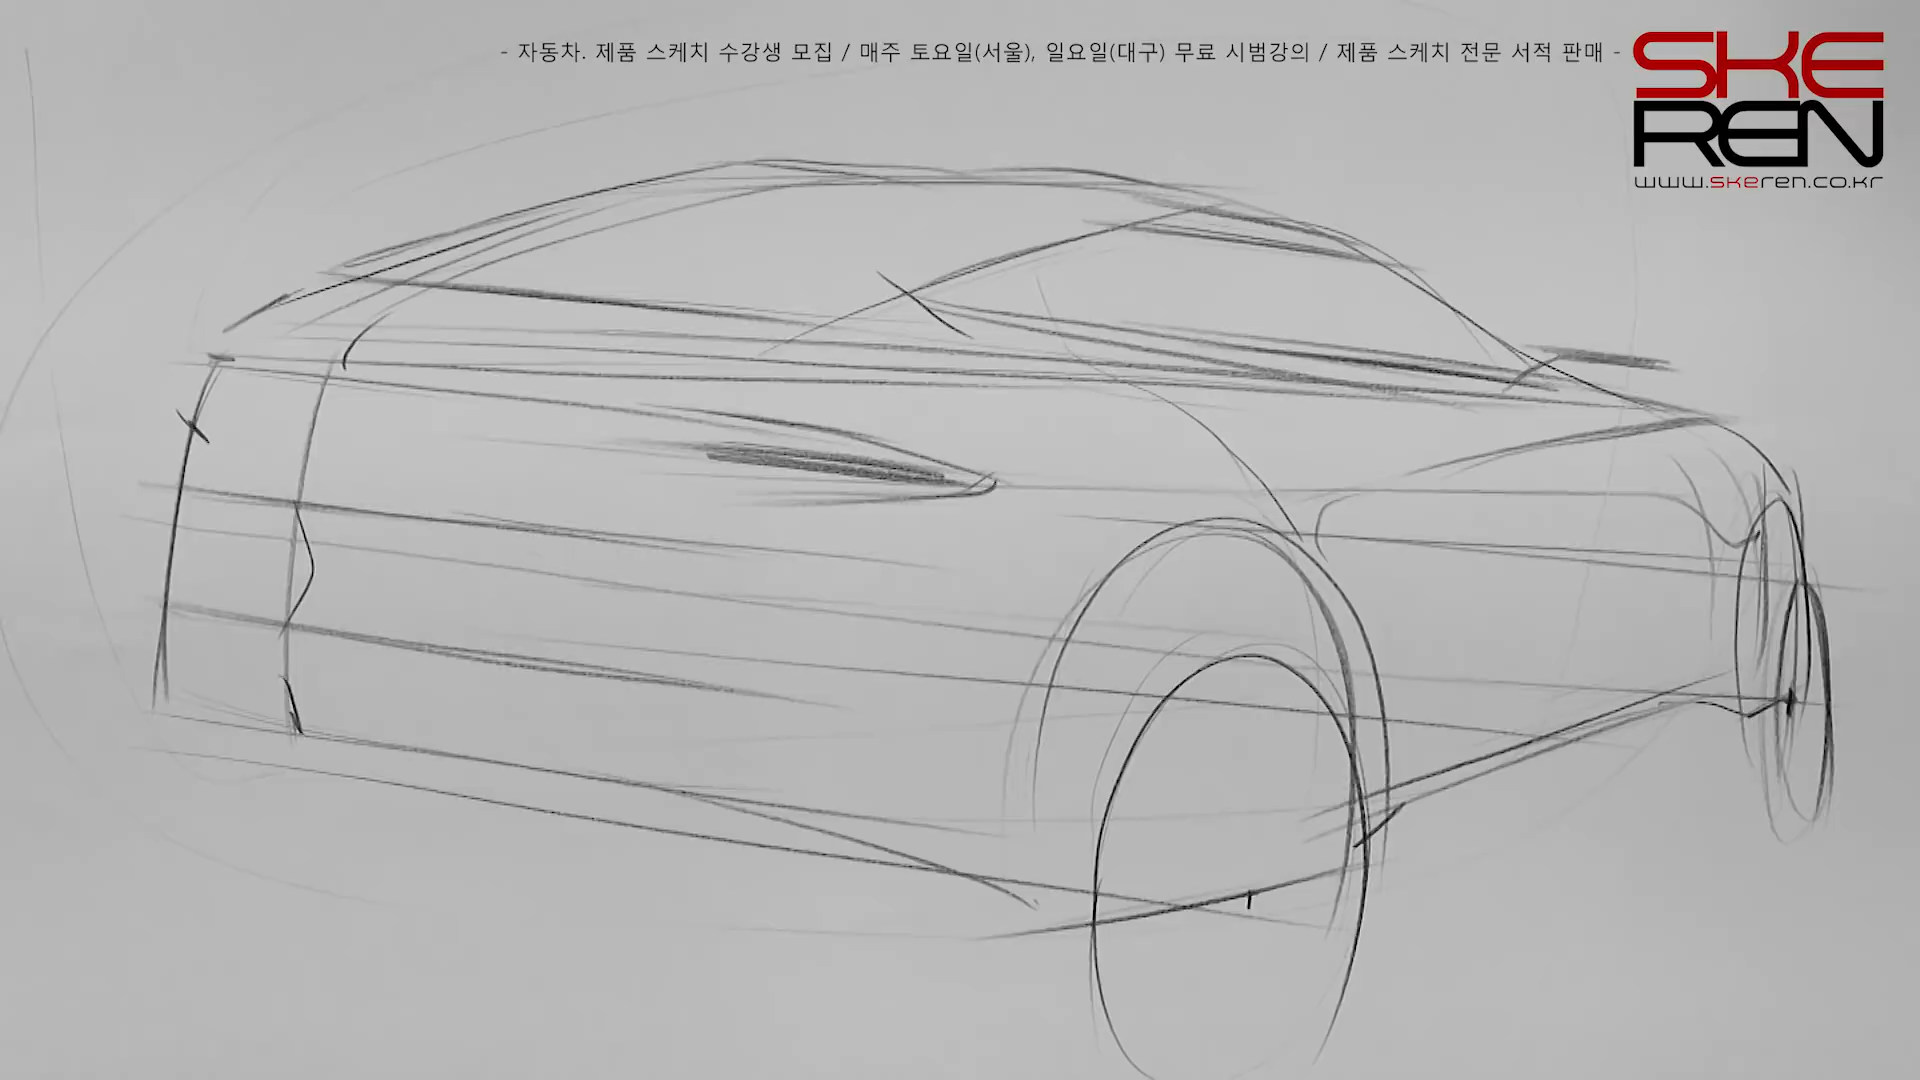 - 자동차. 제품 스케치 수강생 모집 / 매주 토요일(서울), 일요일(대구) 무료 시범강의 / 제품 스케치 전문 서적 판매 -
SKE
REN
www.skeren.co.kr